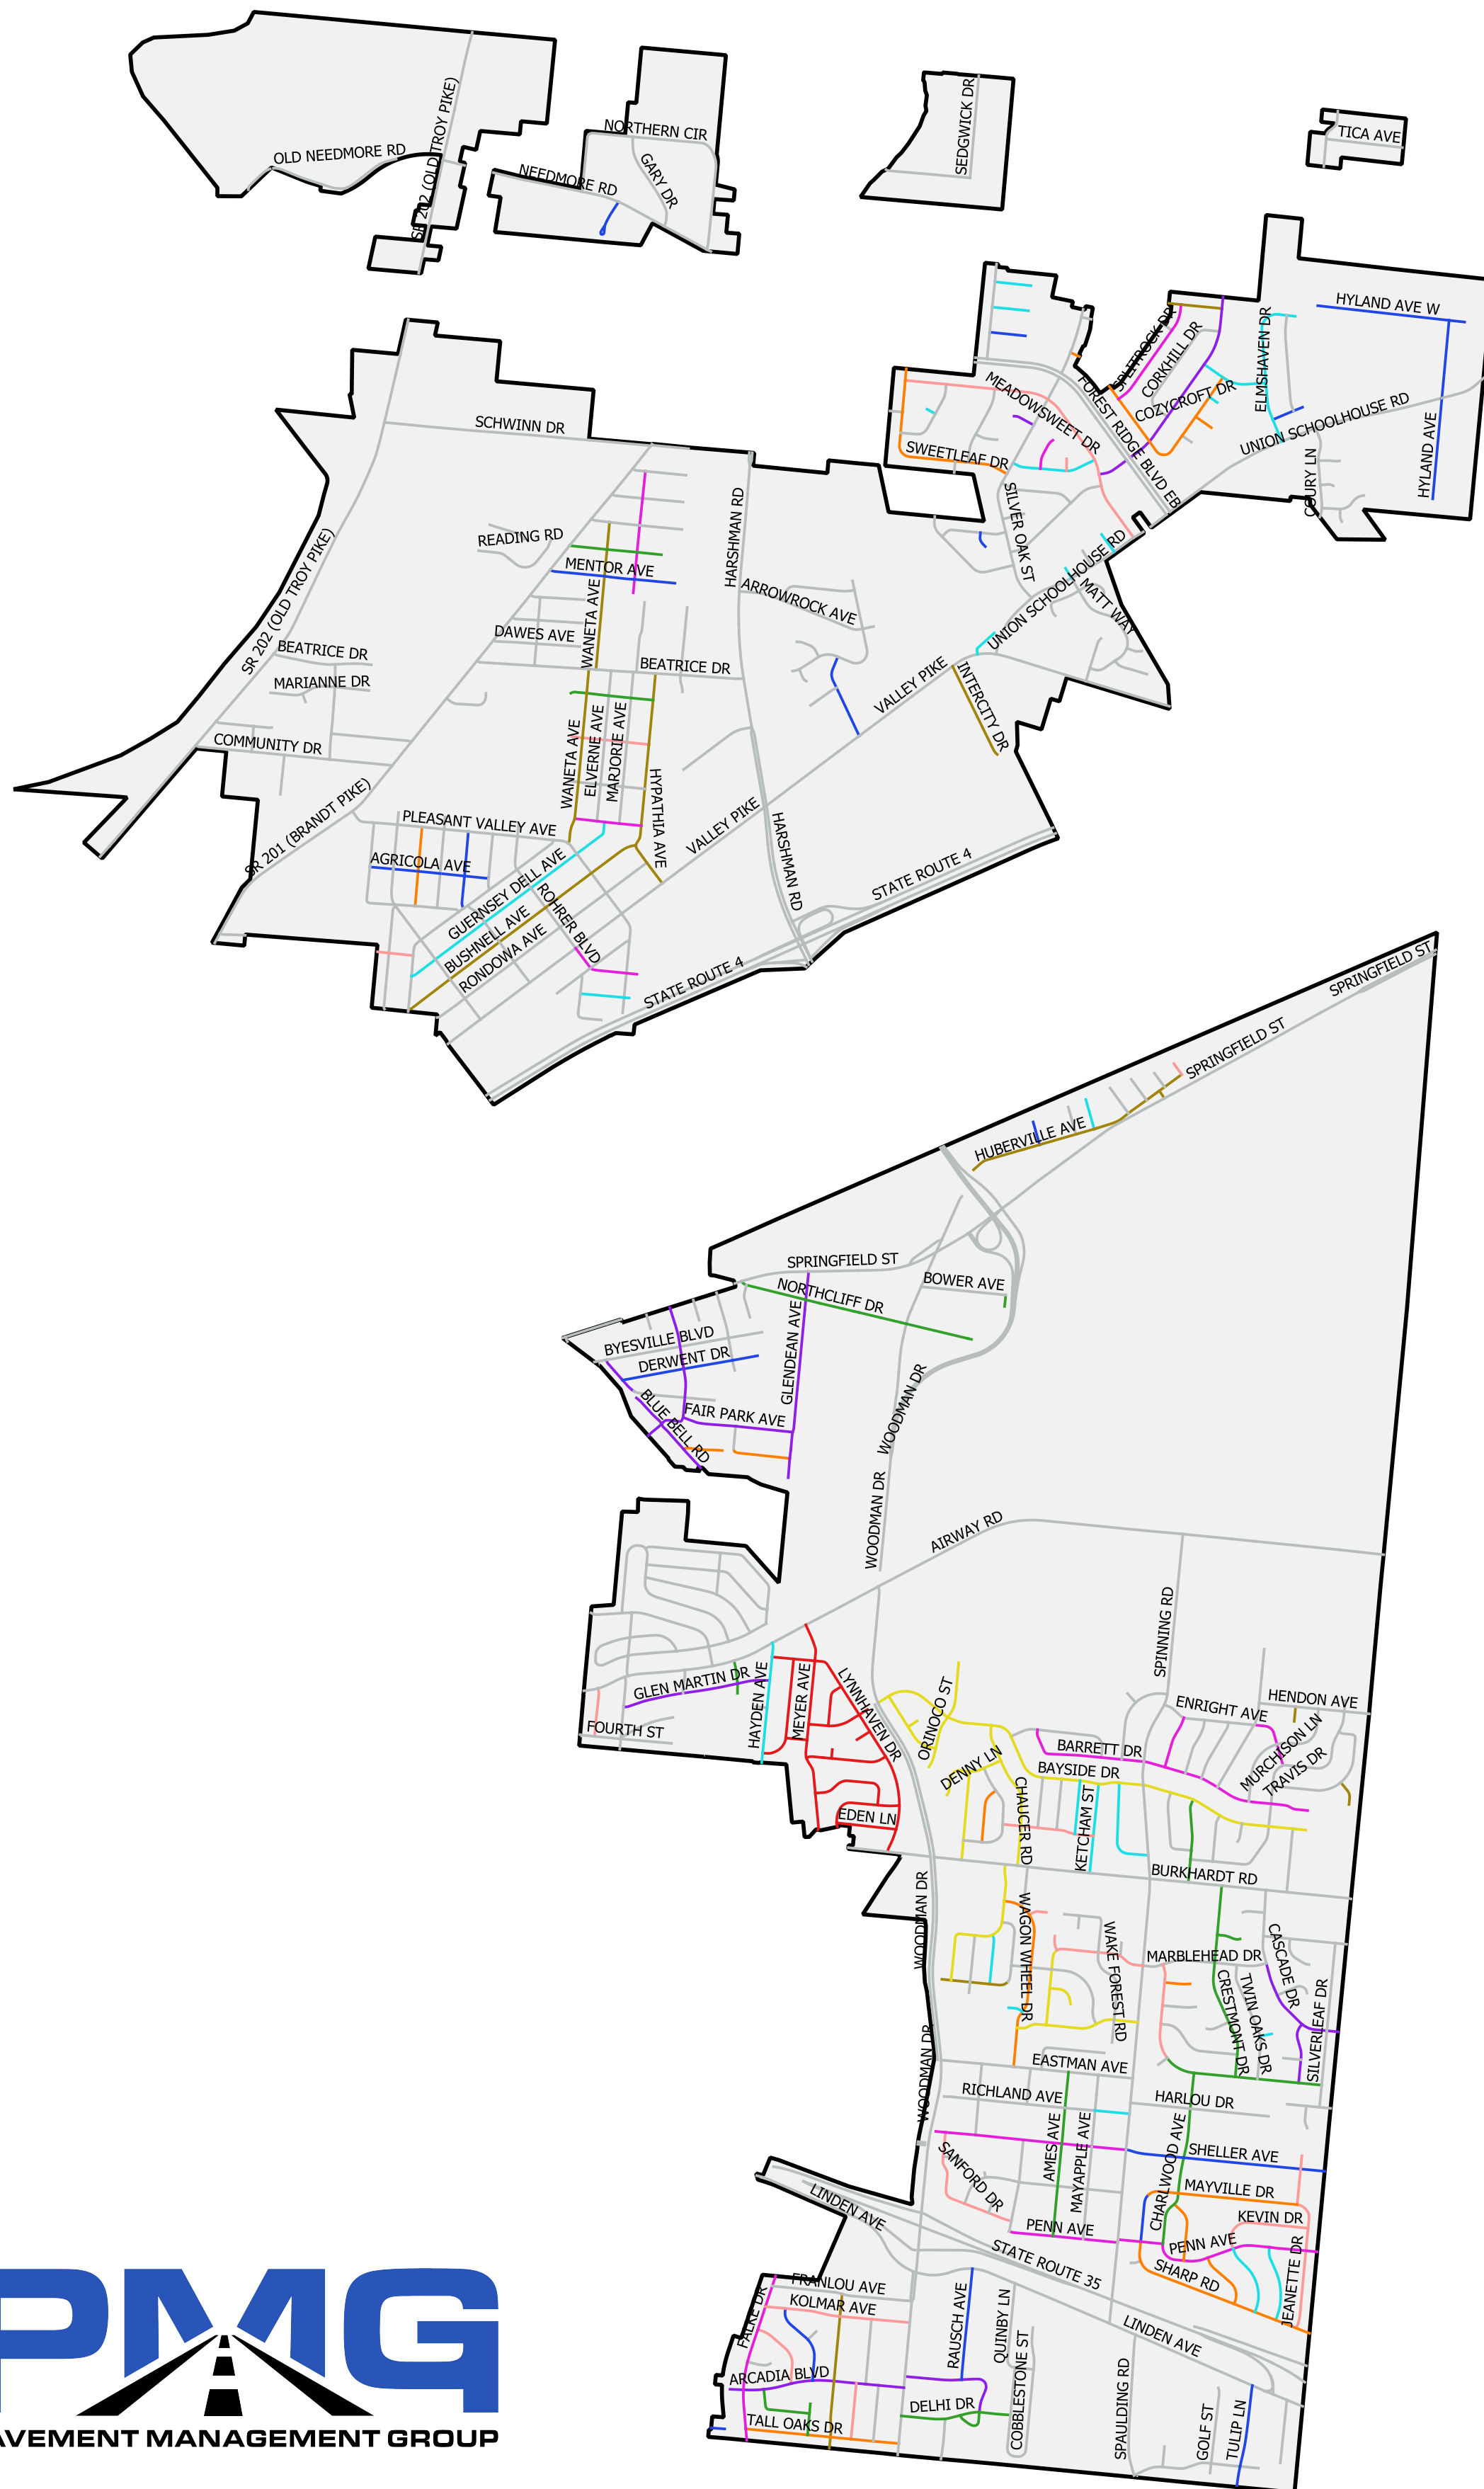 SEDGWICK DR
SR 202 (OLD TROY PIKE)
NORTHERN CIR
TICA AVE
OLD NEEDMORE RD
GARY DR
NEEDMORE RD
HYLAND AVE W
SPLITROCK DR
CORKHILL DR
ELMSHAVEN DR
MEADOWSWEET DR
FOREST RIDGE BLVD EB
COZYCROFT DR
UNION SCHOOLHOUSE RD
SCHWINN DR
SWEETLEAF DR
COURY LN
HYLAND AVE
HARSHMAN RD
SILVER OAK ST
READING RD
MENTOR AVE
ARROWROCK AVE
UNION SCHOOLHOUSE RD
MATT WAY
SR 202 (OLD TROY PIKE)
WANETA AVE
DAWES AVE
BEATRICE DR
BEATRICE DR
VALLEY PIKE
INTERCITY DR
MARIANNE DR
COMMUNITY DR
WANETA AVE
ELVERNE AVE
MARJORIE AVE
HYPATHIA AVE
SR 201 (BRANDT PIKE)
PLEASANT VALLEY AVE
VALLEY PIKE
HARSHMAN RD
AGRICOLA AVE
GUERNSEY DELL AVE
STATE ROUTE 4
BUSHNELL AVE
ROHRER BLVD
RONDOWA AVE
STATE ROUTE 4
SPRINGFIELD ST
SPRINGFIELD ST
HUBERVILLE AVE
SPRINGFIELD ST
BOWER AVE
NORTHCLIFF DR
BYESVILLE BLVD
DERWENT DR
GLENDEAN AVE
BLUE BELL RD
FAIR PARK AVE
WOODMAN DR
WOODMAN DR
AIRWAY RD
SPINNING RD
GLEN MARTIN DR
HAYDEN AVE
MEYER AVE
LYNNHAVEN DR
ORINOCO ST
HENDON AVE
ENRIGHT AVE
FOURTH ST
MURCHISON LN
BARRETT DR
TRAVIS DR
DENNY LN
BAYSIDE DR
CHAUCER RD
KETCHAM ST
EDEN LN
BURKHARDT RD
WOODMAN DR
WAGON WHEEL DR
WAKE FOREST RD
MARBLEHEAD DR
CASCADE DR
CRESTMONT DR
TWIN OAKS DR
SILVERLEAF DR
WOODMAN DR
EASTMAN AVE
RICHLAND AVE
HARLOU DR
AMES AVE
MAYAPPLE AVE
CHARLWOOD AVE
SHELLER AVE
SANFORD DR
MAYVILLE DR
LINDEN AVE
KEVIN DR
PENN AVE
PENN AVE
STATE ROUTE 35
SHARP RD
JEANETTE DR
FRANLOU AVE
KOLMAR AVE
FALKE DR
RAUSCH AVE
QUINBY LN
LINDEN AVE
ARCADIA BLVD
COBBLESTONE ST
SPAULDING RD
DELHI DR
TALL OAKS DR
GOLF ST
TULIP LN
PMG
AVEMENT MANAGEMENT GROUP